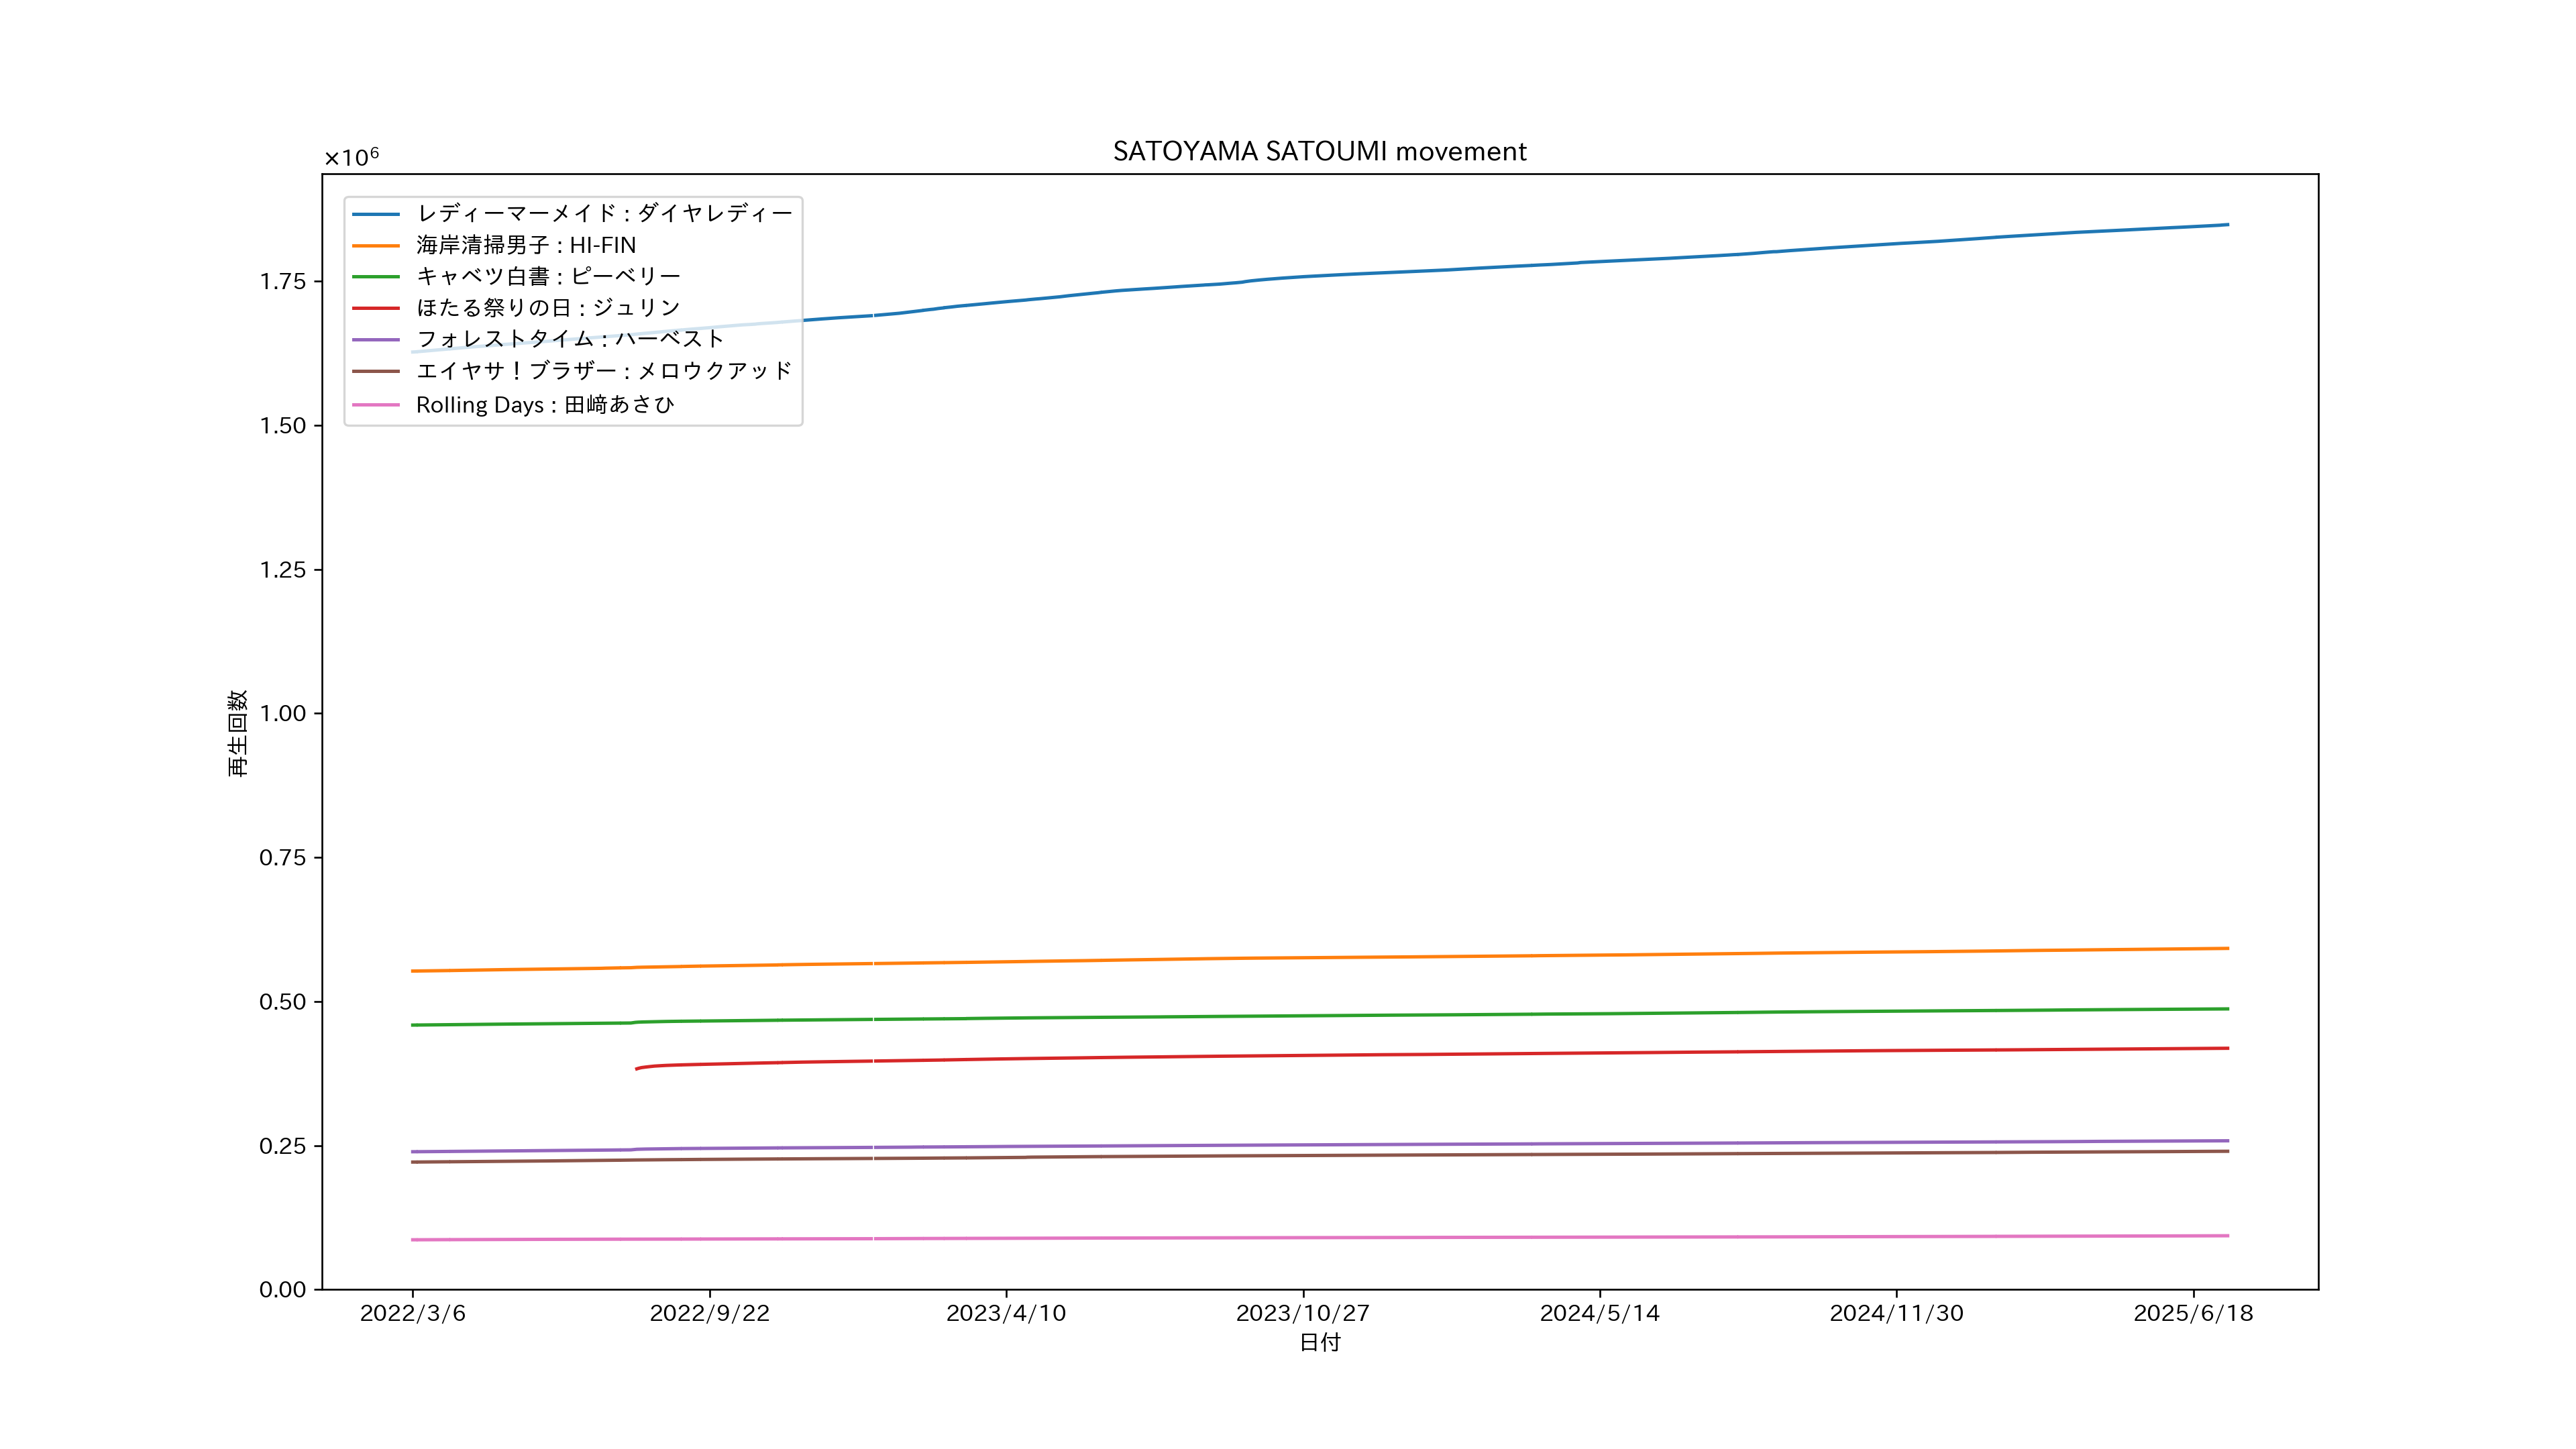 SATOYAMA SATOUMI movement
×10⁶
レディーマーメイド : ダイヤレディー
海岸清掃男子 : HI-FIN
キャベツ白書 : ピーベリー
ほたる祭りの日 : ジュリン
フォレストタイム : ハーベスト
エイヤサ！ブラザー : メロウクアッド
Rolling Days : 田﨑あさひ
1.75
1.50
1.25
1.00
0.75
0.50
0.25
0.00
再生回数
2022/3/6
2022/9/22
2023/4/10
2023/10/27
2024/5/14
2024/11/30
2025/6/18
日付